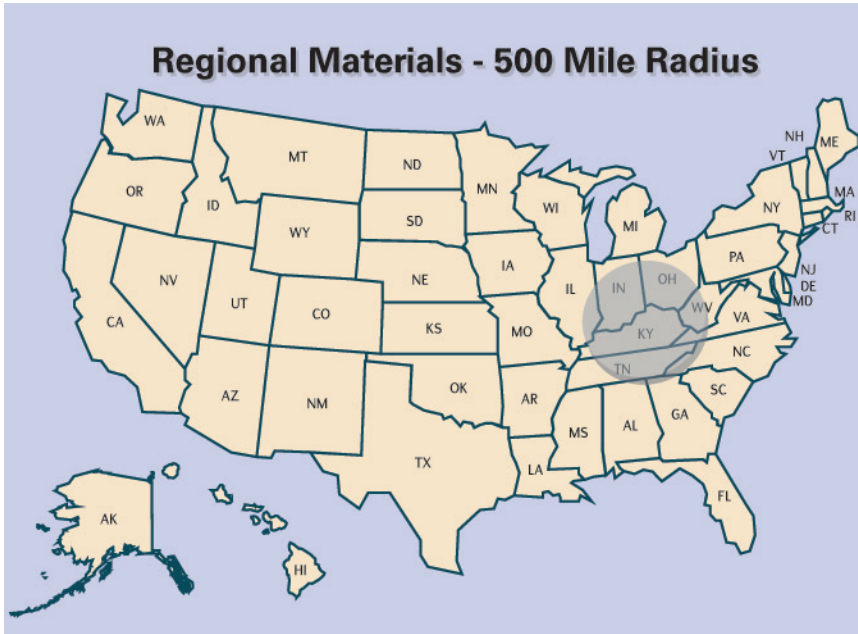 Regional Materials - 500 Mile Radius
WA
MT
ND
MN
OR
ID
WY
SD
WI
MI
NH
VT
ME
MA
RI
CT
NY
NV
UT
CA
CO
NE
IA
IL
IN
OH
PA
NJ
DE
MD
WV
VA
KS
MO
KY
NC
TN
AZ
NM
OK
AR
SC
TX
LA
MS
AL
GA
FL
AK
HI